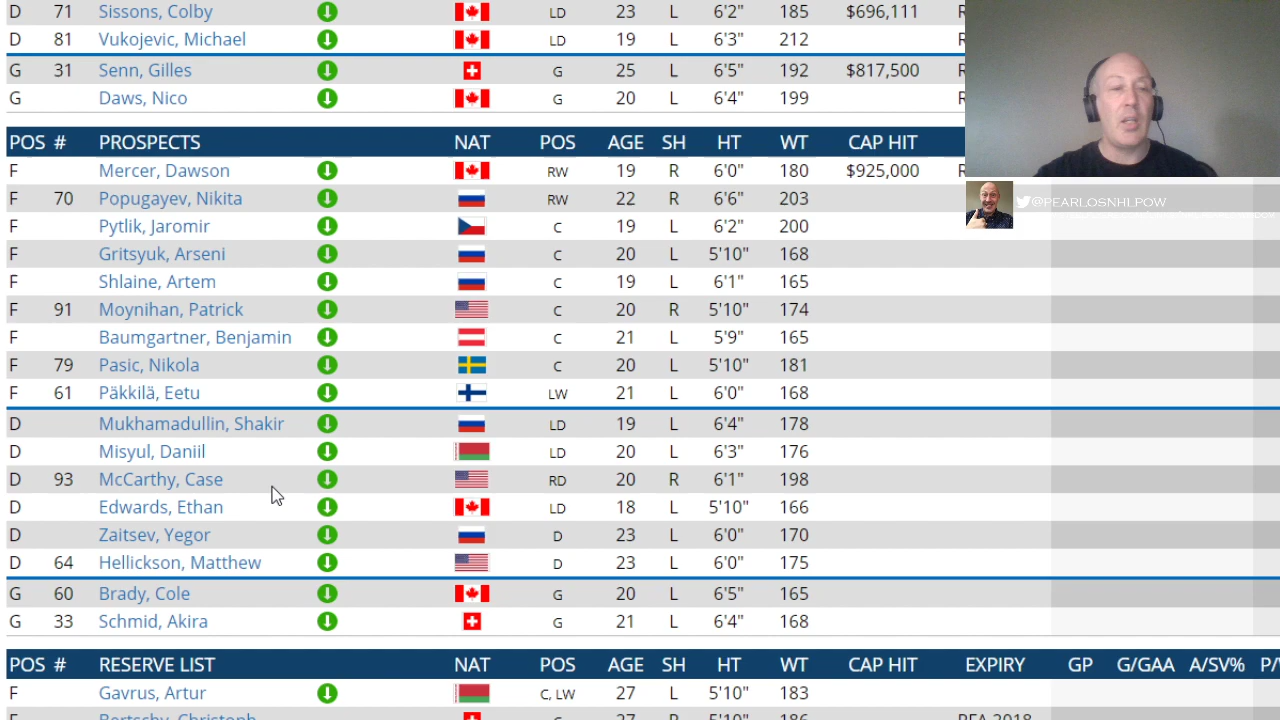 D 71 Sissons, Colby LD 23 L 6'2" 185 $696,111 R
D 81 Vukojevic, Michael LD 19 L 6'3" 212 R
G 31 Senn, Gilles G 25 L 6'5" 192 $817,500 R
G Daws, Nico G 20 L 6'4" 199 R
POS # PROSPECTS NAT POS AGE SH HT WT CAP HIT
F Mercer, Dawson RW 19 R 6'0" 180 $925,000 R
F 70 Popugayev, Nikita RW 22 R 6'6" 203
@PEARLOSNHLPOW
F Pytlik, Jaromir C 19 L 6'2" 200
F Gritsyuk, Arseni C 20 L 5'10" 168
F Shlaine, Artem C 19 L 6'1" 165
F 91 Moynihan, Patrick C 20 R 5'10" 174
F Baumgartner, Benjamin C 21 L 5'9" 165
F 79 Pasic, Nikola C 20 L 5'10" 181
F 61 Päkkilä, Eetu LW 21 L 6'0" 168
D Mukhamadullin, Shakir LD 19 L 6'4" 178
D Misyul, Daniil LD 20 L 6'3" 176
D 93 McCarthy, Case RD 20 R 6'1" 198
D Edwards, Ethan LD 18 L 5'10" 166
D Zaitsev, Yegor D 23 L 6'0" 170
D 64 Hellickson, Matthew D 23 L 6'0" 175
G 60 Brady, Cole G 20 L 6'5" 165
G 33 Schmid, Akira G 21 L 6'4" 168
POS # RESERVE LIST NAT POS AGE SH HT WT CAP HIT EXPIRY GP G/GAA A/SV% P/
F Gavrus, Artur C, LW 27 L 5'10" 183
F Bertschy, Christoph C 27 R 5'10" 186 RFA 2018